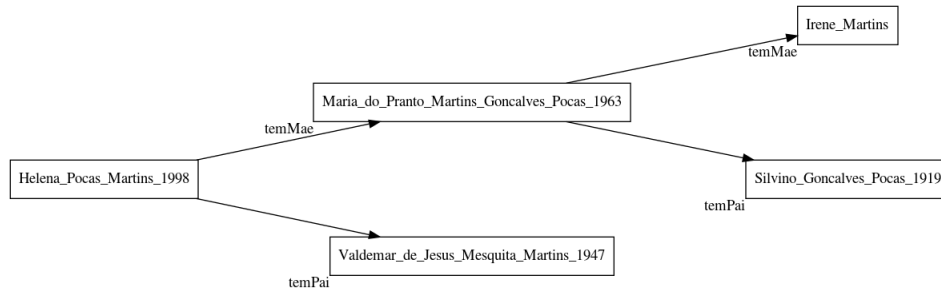 Irene_Martins
temMae
Maria_do_Pranto_Martins_Goncalves_Pocas_1963
temMae
Helena_Pocas_Martins_1998
Silvino_Goncalves_Pocas_1919
temPai
Valdemar_de_Jesus_Mesquita_Martins_1947
temPai